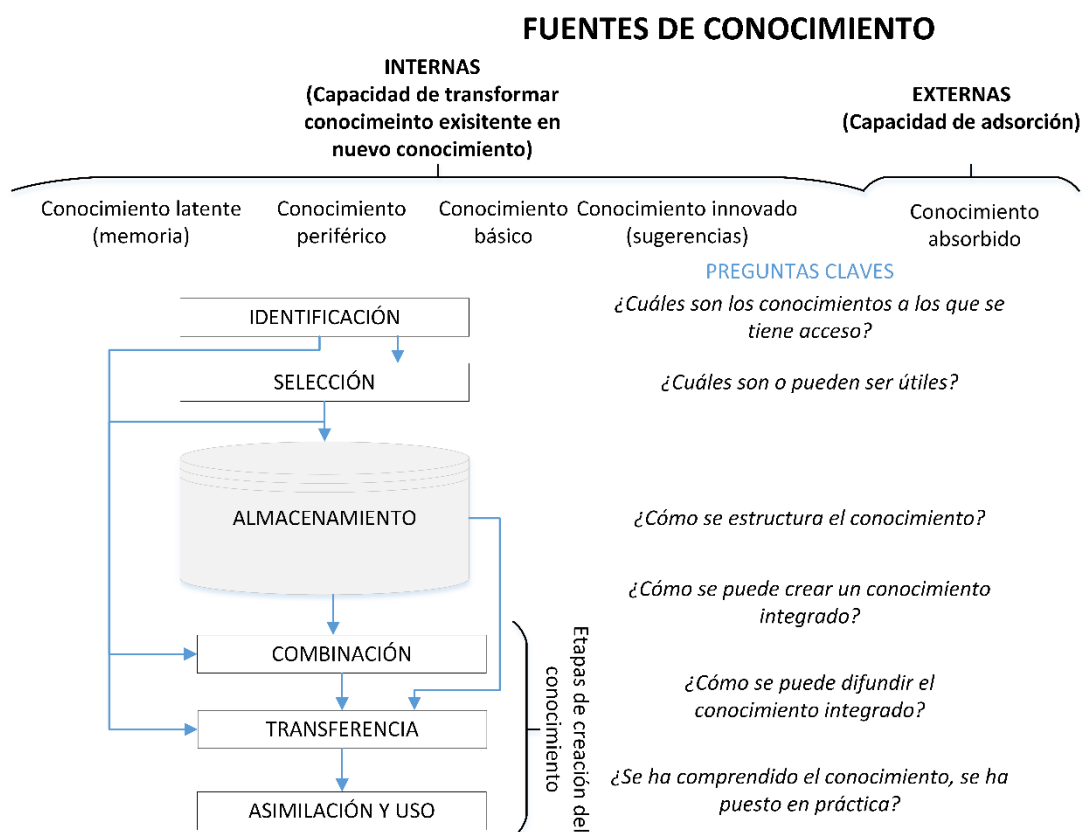 FUENTES DE CONOCIMIENTO
INTERNAS
(Capacidad de transformar
conocimeinto exisitente en
nuevo conocimiento)
EXTERNAS
(Capacidad de adsorción)
Conocimiento latente
(memoria)
Conocimiento
periférico
Conocimiento
básico
Conocimiento innovado
(sugerencias)
Conocimiento
absorbido
PREGUNTAS CLAVES
IDENTIFICACIÓN
¿Cuáles son los conocimientos a los que se
tiene acceso?
SELECCIÓN
¿Cuáles son o pueden ser útiles?
ALMACENAMIENTO
¿Cómo se estructura el conocimiento?
¿Cómo se puede crear un conocimiento
integrado?
COMBINACIÓN
¿Cómo se puede difundir el
conocimiento integrado?
TRANSFERENCIA
¿Se ha comprendido el conocimiento, se ha
puesto en práctica?
ASIMILACIÓN Y USO
Etapas de creación del
conocimiento